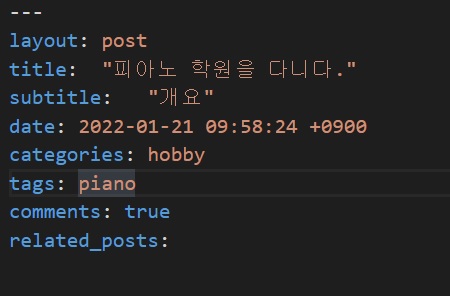 ---
layout: post
title:  "피아노 학원을 다니다."
subtitle:   "개요"
date: 2022-01-21 09:58:24 +0900
categories: hobby
tags: piano
comments: true
related_posts: